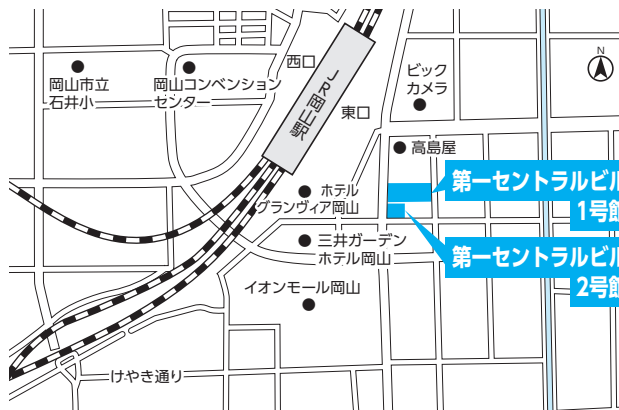 西口
JR岡山駅
東口
岡山市立
石井小
岡山コンベンション
センター
ビック
カメラ
N
高島屋
第一セントラルビル
1号館
ホテル
グランヴィア岡山
三井ガーデン
ホテル岡山
第一セントラルビル
2号館
イオンモール岡山
けやき通り